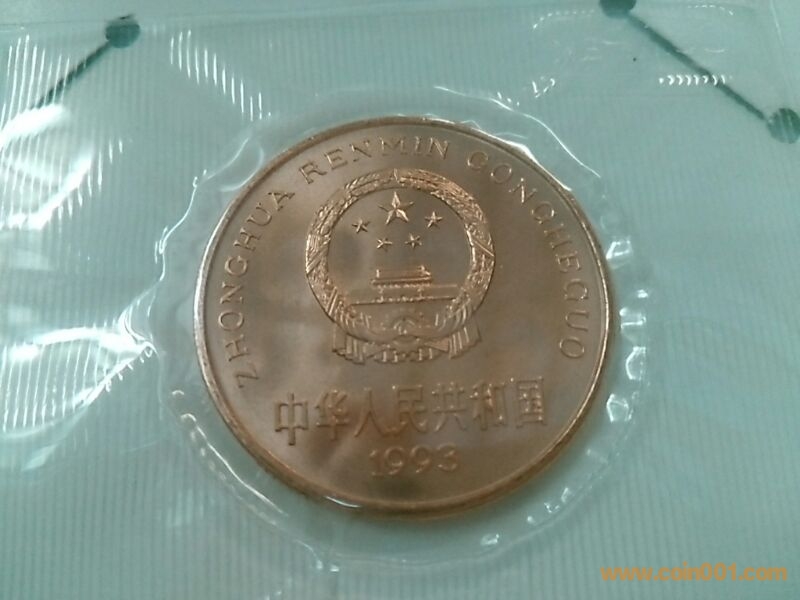 ZHONGHUA RENMIN GONGHEGUO
中华人民共和国
1993
www.coin001.com